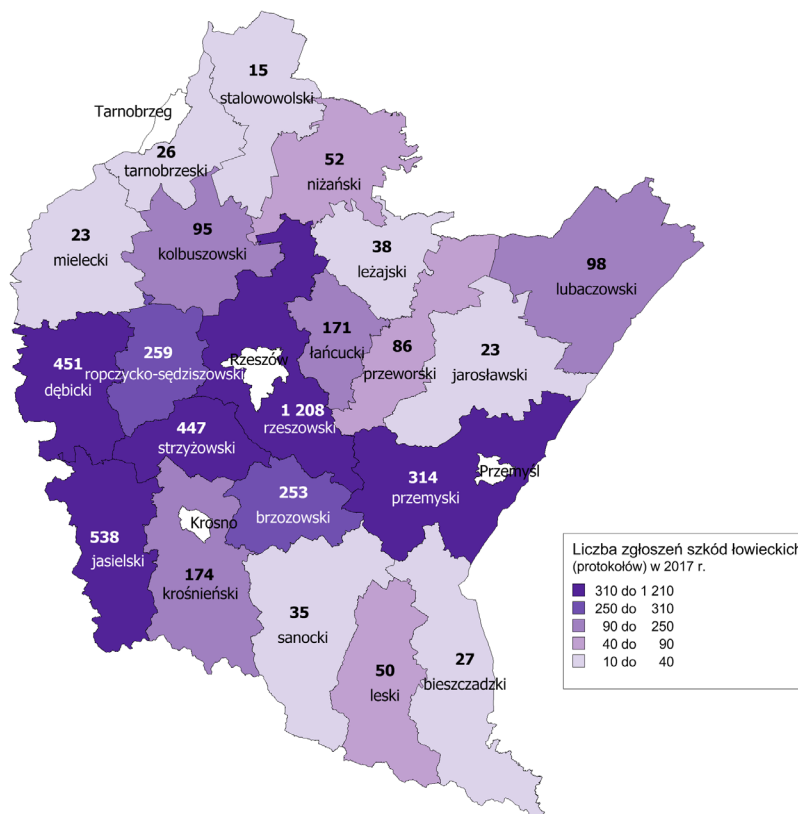 15
stalowowolski
Tarnobrzeg
26
tarnobrzeski
52
niżański
23
mielecki
95
kolbuszowski
38
leżajski
98
lubaczowski
171
łańcucki
86
przeworski
23
jarosławski
451
dębicki
259
ropczycko-sędziszowski
Rzeszów
1 208
rzeszowski
447
strzyżowski
314
przemyski
Przemyśl
253
brzozowski
Krosno
538
jasielski
174
krośnieński
35
sanocki
50
leski
27
bieszczadzki
Liczba zgłoszeń szkód łowieckich
(protokołów) w 2017 r.
310 do 1 210
250 do 310
90 do 250
40 do 90
10 do 40